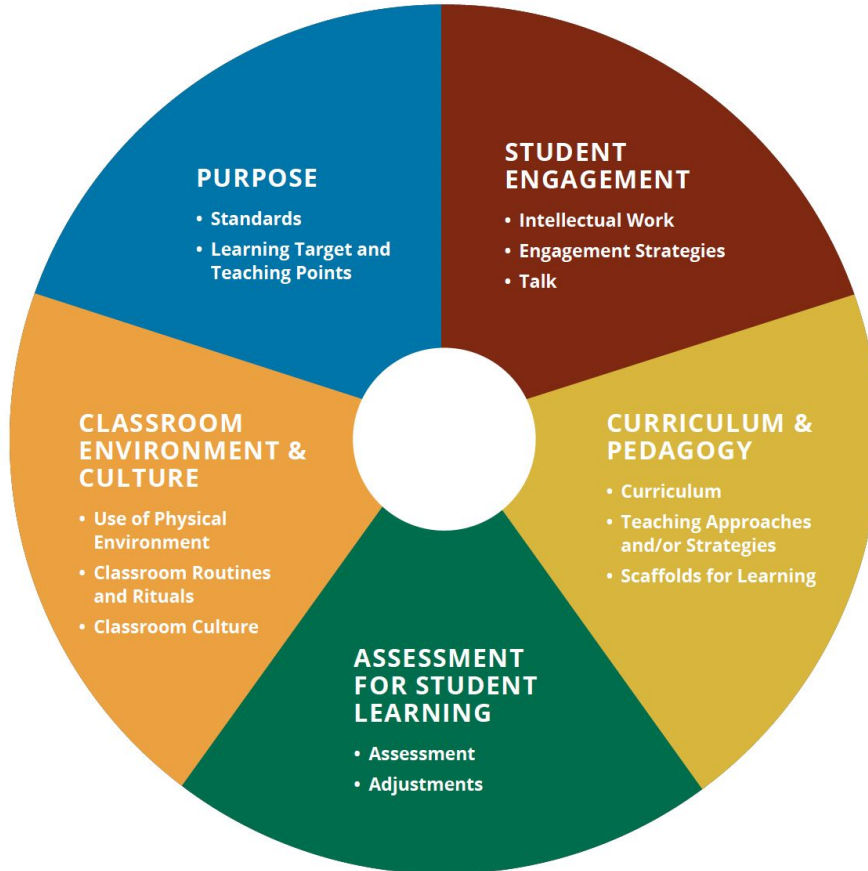 PURPOSE
• Standards
• Learning Target and
Teaching Points
STUDENT
ENGAGEMENT
• Intellectual Work
• Engagement Strategies
• Talk
CURRICULUM &
PEDAGOGY
• Curriculum
• Teaching Approaches
and/or Strategies
• Scaffolds for Learning
ASSESSMENT
FOR STUDENT
LEARNING
• Assessment
• Adjustments
CLASSROOM
ENVIRONMENT &
CULTURE
• Use of Physical
Environment
• Classroom Routines
and Rituals
• Classroom Culture